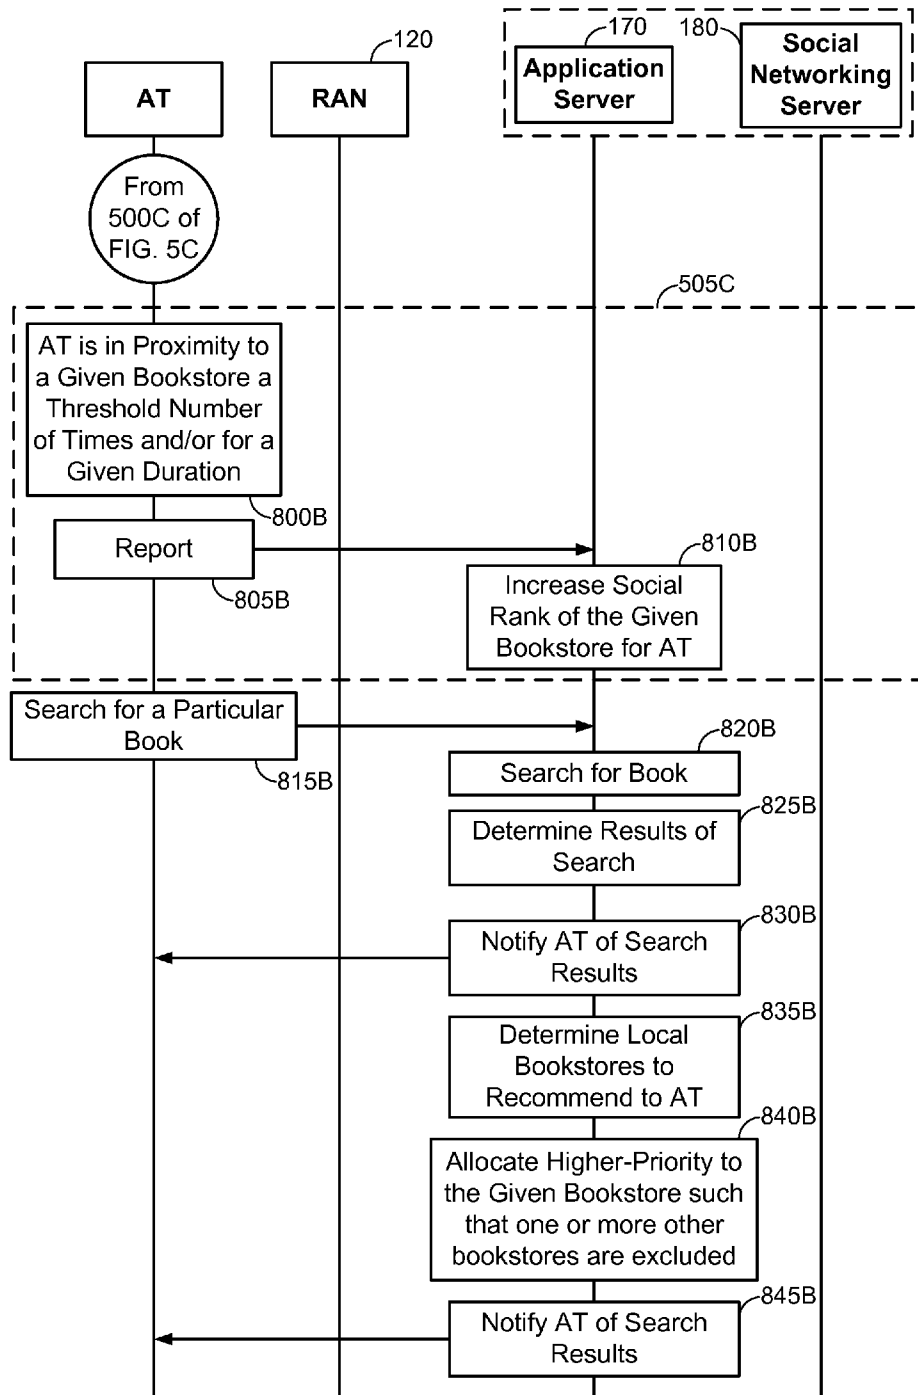 120
170
180
AT
RAN
Application
Server
Social
Networking
Server
From
500C of
FIG. 5C
505C
AT is in Proximity to
a Given Bookstore a
Threshold Number
of Times and/or for a
Given Duration
800B
Report
805B
810B
Increase Social
Rank of the Given
Bookstore for AT
Search for a Particular
Book
815B
820B
Search for Book
825B
Determine Results of
Search
830B
Notify AT of Search
Results
835B
Determine Local
Bookstores to
Recommend to AT
840B
Allocate Higher-Priority to
the Given Bookstore such
that one or more other
bookstores are excluded
845B
Notify AT of Search
Results